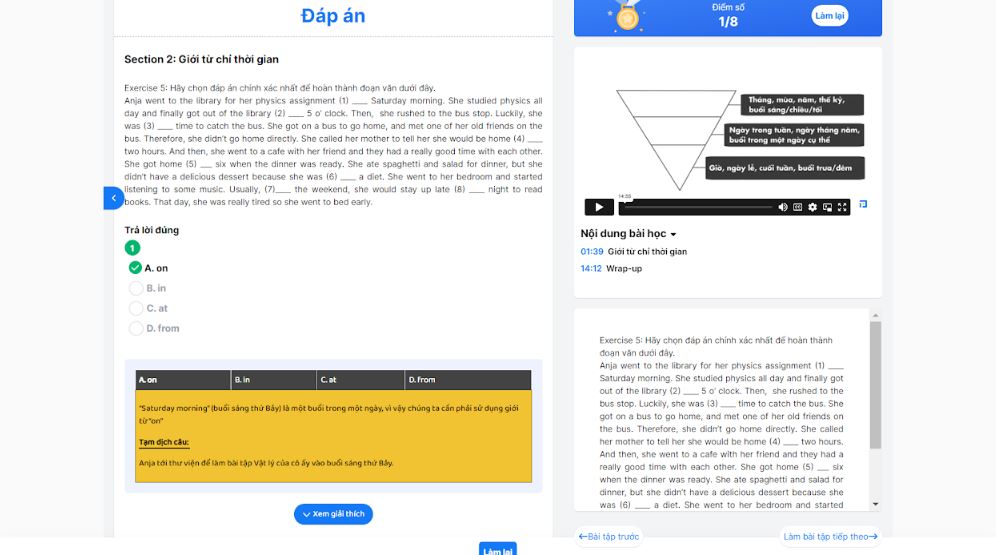 Đáp án
Section 2: Giới từ chỉ thời gian
Exercise 5: Hãy chọn đáp án chính xác nhất để hoàn thành đoạn văn dưới đây.
Anja went to the library for her physics assignment (1) ____ Saturday morning. She studied physics all
day and finally got out of the library (2) ____ 5 o' clock. Then, she rushed to the bus stop. Luckily, she
was (3) ____ time to catch the bus. She got on a bus to go home, and met one of her old friends on the
bus. Therefore, she didn't go home directly. She called her mother to tell her she would be home (4) ____
two hours. And then, she went to a cafe with her friend and they had a really good time with each other.
She got home (5) ___ six when the dinner was ready. She ate spaghetti and salad for dinner, but she
didn't have a delicious dessert because she was (6) ____ a diet. She went to her bedroom and started
listening to some music. Usually, (7)____ the weekend, she would stay up late (8) ____ night to read
books. That day, she was really tired so she went to bed early.
Trả lời đúng
1
A. on
B. in
C. at
D. from
A. on B. in C. at D. from
"Saturday morning" (buổi sáng thứ Bảy) là một buổi trong một ngày, vì vậy chúng ta cần phải sử dụng giới
từ "on"
Tạm dịch câu:
Anja tới thư viện để làm bài tập Vật lý của cô ấy vào buổi sáng thứ Bảy.
Xem giải thích
Làm lại
Điểm số
1/8
Làm lại
Tháng, mùa, năm, thế kỷ,
buổi sáng/chiều/tối
Ngày trong tuần, ngày tháng năm,
buổi trong một ngày cụ thể
Giờ, ngày lễ, cuối tuần, buổi trưa/đêm
14:55
CC
Nội dung bài học
01:39 Giới từ chỉ thời gian
14:12 Wrap-up
Exercise 5: Hãy chọn đáp án chính xác nhất để hoàn thành
đoạn văn dưới đây.
Anja went to the library for her physics assignment (1) ____
Saturday morning. She studied physics all day and finally got
out of the library (2) ____ 5 o' clock. Then, she rushed to the
bus stop. Luckily, she was (3) ____ time to catch the bus. She
got on a bus to go home, and met one of her old friends on
the bus. Therefore, she didn't go home directly. She called
her mother to tell her she would be home (4) ____ two hours.
And then, she went to a cafe with her friend and they had a
really good time with each other. She got home (5) ___ six
when the dinner was ready. She ate spaghetti and salad for
dinner, but she didn't have a delicious dessert because she
was (6) ____ a diet. She went to her bedroom and started
Bài tập trước
Làm bài tập tiếp theo